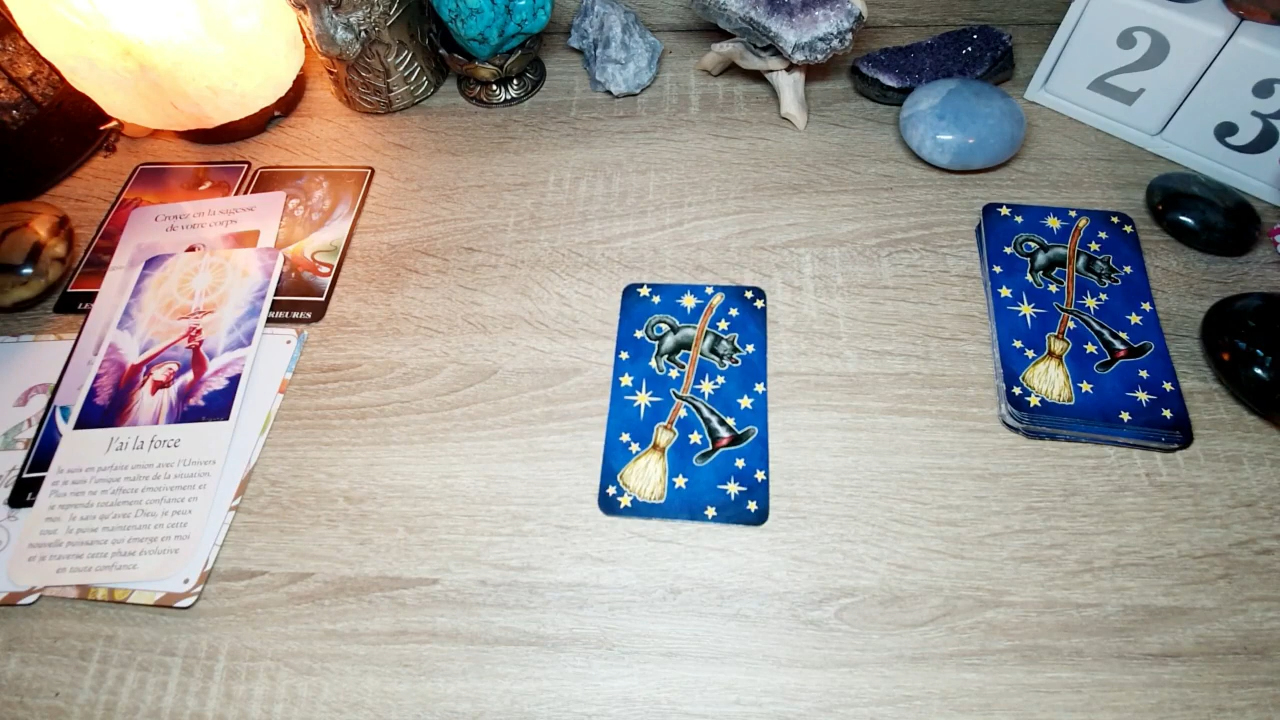 2
3
Croyez en la sagesse
de votre corps
LES
RIEURES
J'ai la force
Je suis en parfaite union avec l'Univers
et je suis l'unique maître de la situation.
Plus rien ne m'affecte émotivement et
je reprends totalement confiance en
moi. Je sais qu'avec Dieu, je peux
tout. Je puise maintenant en cette
nouvelle puissance qui émerge en moi
et je traverse cette phase évolutive
en toute confiance.